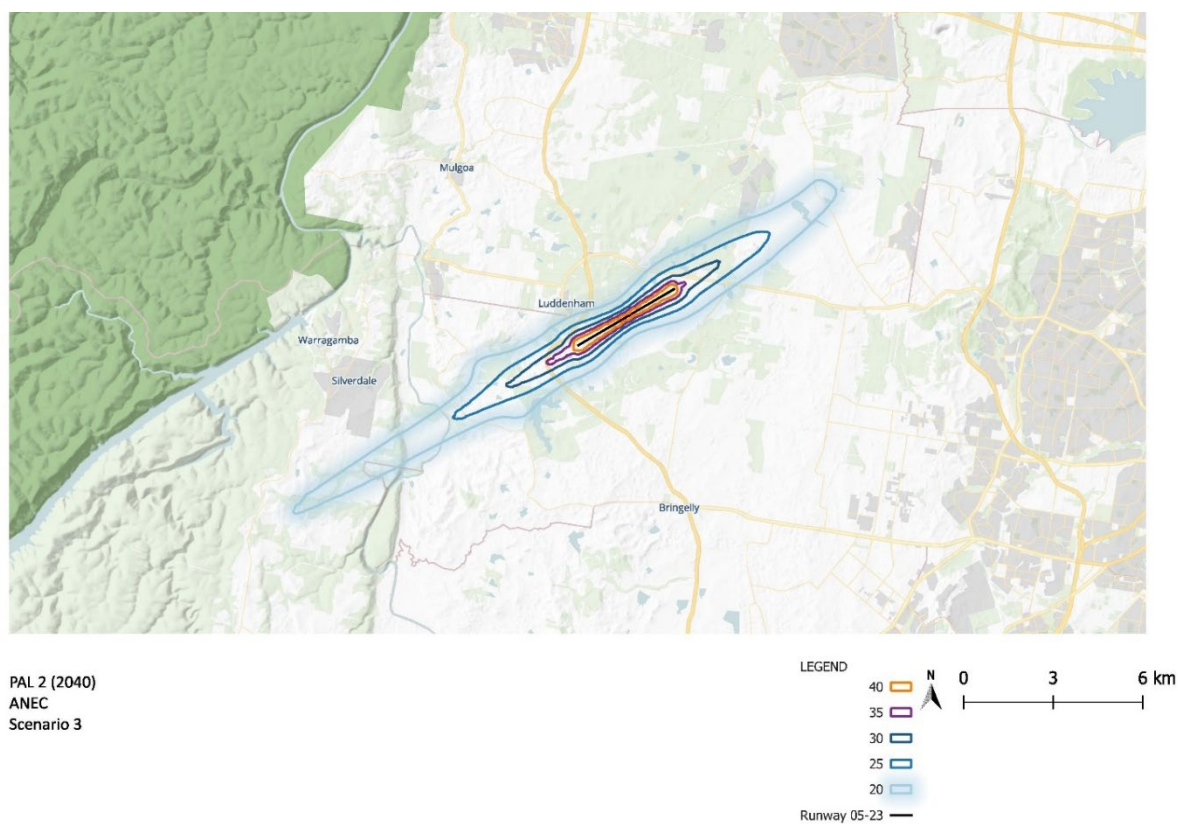 Mulgoa
Luddenham
Warragamba
Silverdale
Bringelly
PAL 2 (2040)
ANEC
Scenario 3
LEGEND
40
35
30
25
20
Runway 05-23
N
0 3 6 km